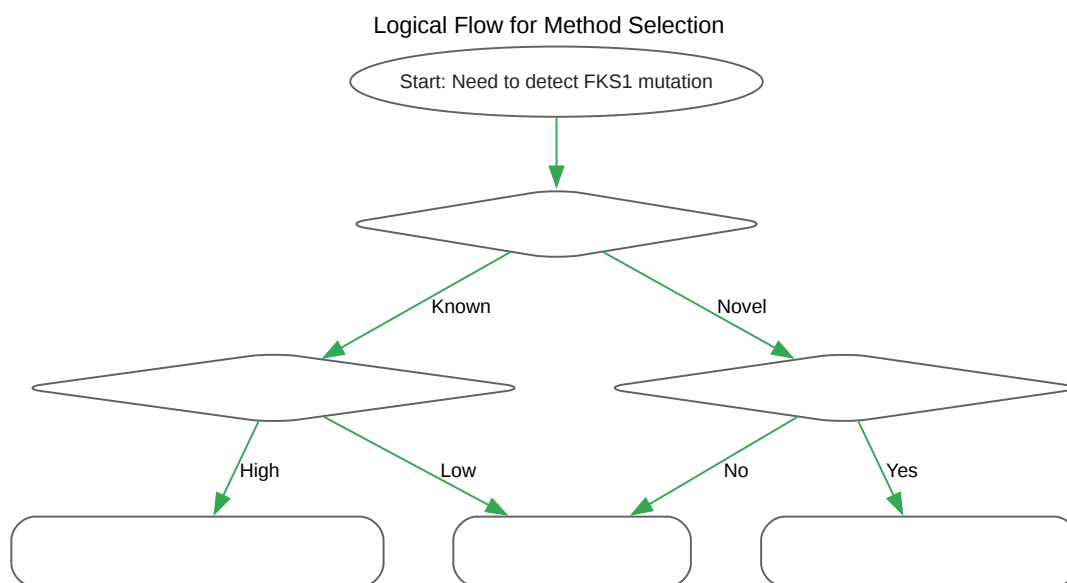 Logical Flow for Method Selection
Start: Need to detect FKS1 mutation
Known
Novel
High
Low
No
Yes